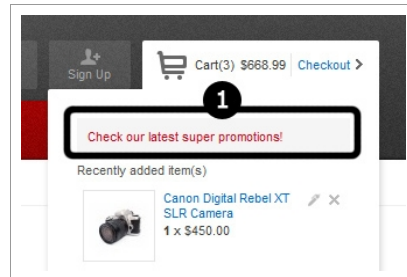 Sign Up
Cart(3) $668.99 Checkout
1
Check our latest super promotions!
Recently added item(s)
Canon Digital Rebel XT
SLR Camera
1 x $450.00